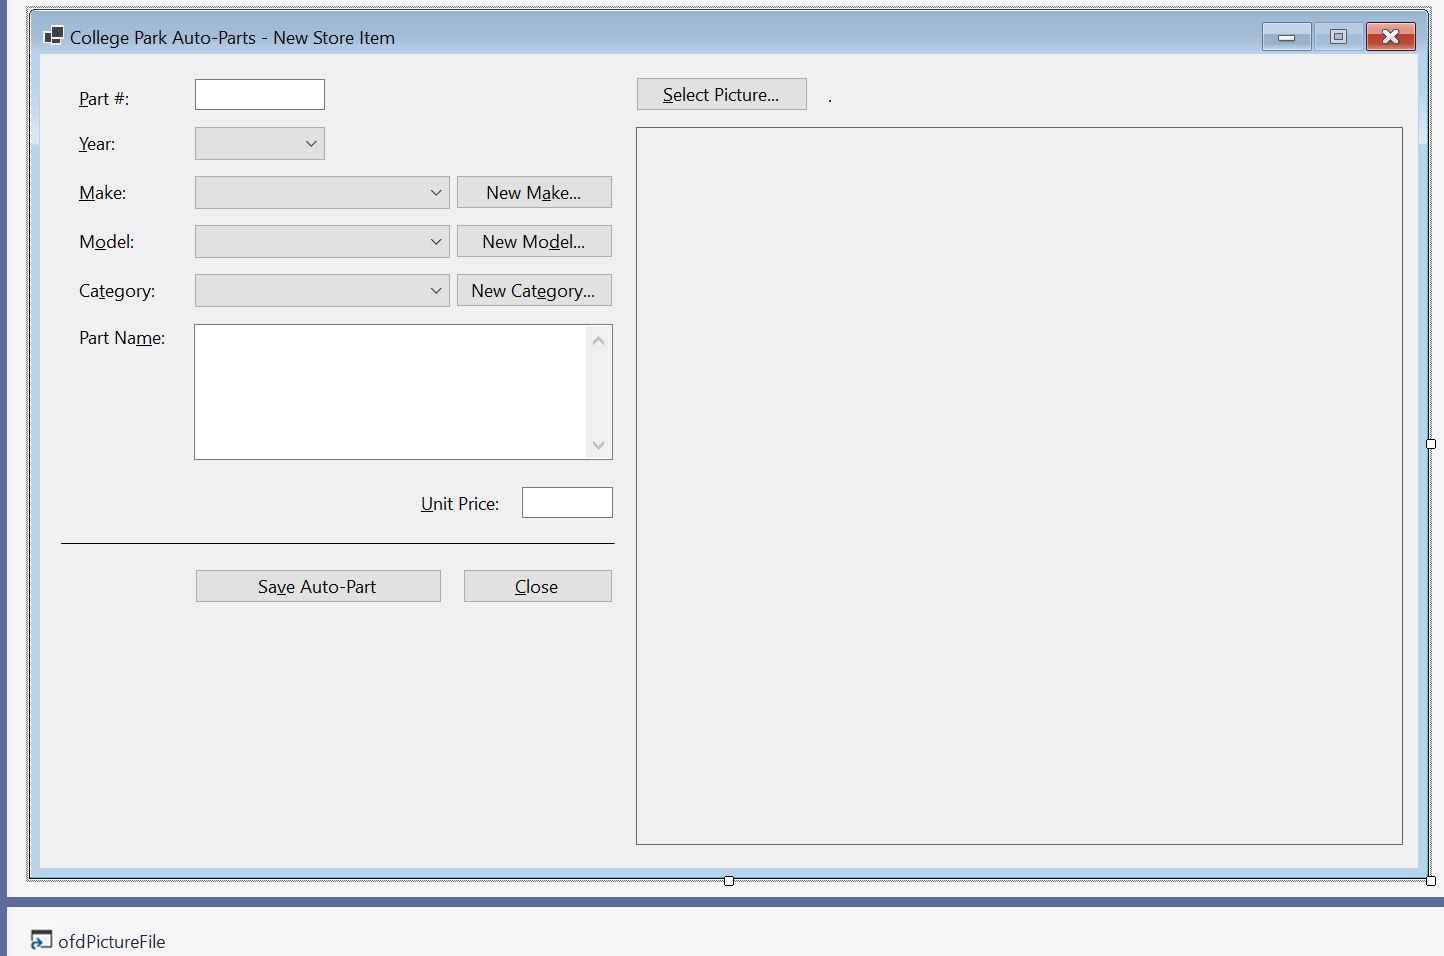 College Park Auto-Parts - New Store Item
Part #:
Select Picture...
.
Year:
Make:
New Make...
Model:
New Model...
Category:
New Category...
Part Name:
Unit Price:
Save Auto-Part
Close
ofdPictureFile